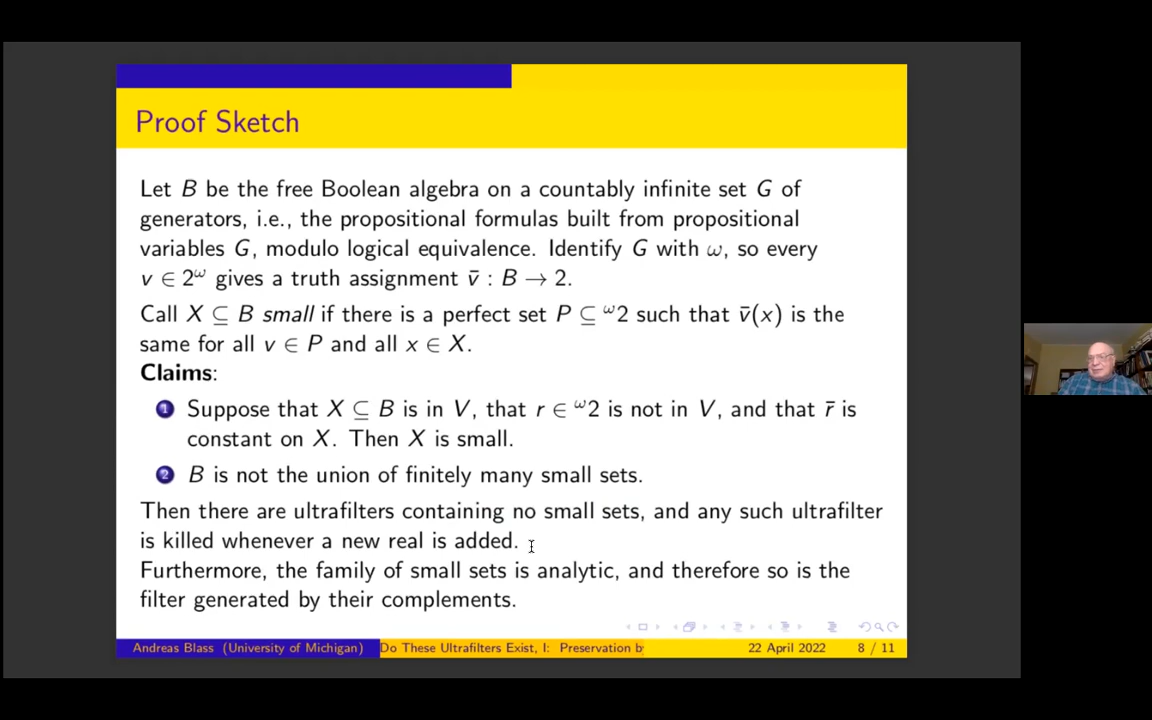 Proof Sketch
Let B be the free Boolean algebra on a countably infinite set G of
generators, i.e., the propositional formulas built from propositional
variables G, modulo logical equivalence. Identify G with ω, so every
v ∈ 2^ω gives a truth assignment v̄ : B → 2.
Call X ⊆ B small if there is a perfect set P ⊆ ^ω2 such that v̄(x) is the
same for all v ∈ P and all x ∈ X.
Claims:
1 Suppose that X ⊆ B is in V, that r ∈ ^ω2 is not in V, and that r̄ is
constant on X. Then X is small.
2 B is not the union of finitely many small sets.
Then there are ultrafilters containing no small sets, and any such ultrafilter
is killed whenever a new real is added.
Furthermore, the family of small sets is analytic, and therefore so is the
filter generated by their complements.
Andreas Blass (University of Michigan) Do These Ultrafilters Exist, I: Preservation b 22 April 2022 8 / 11